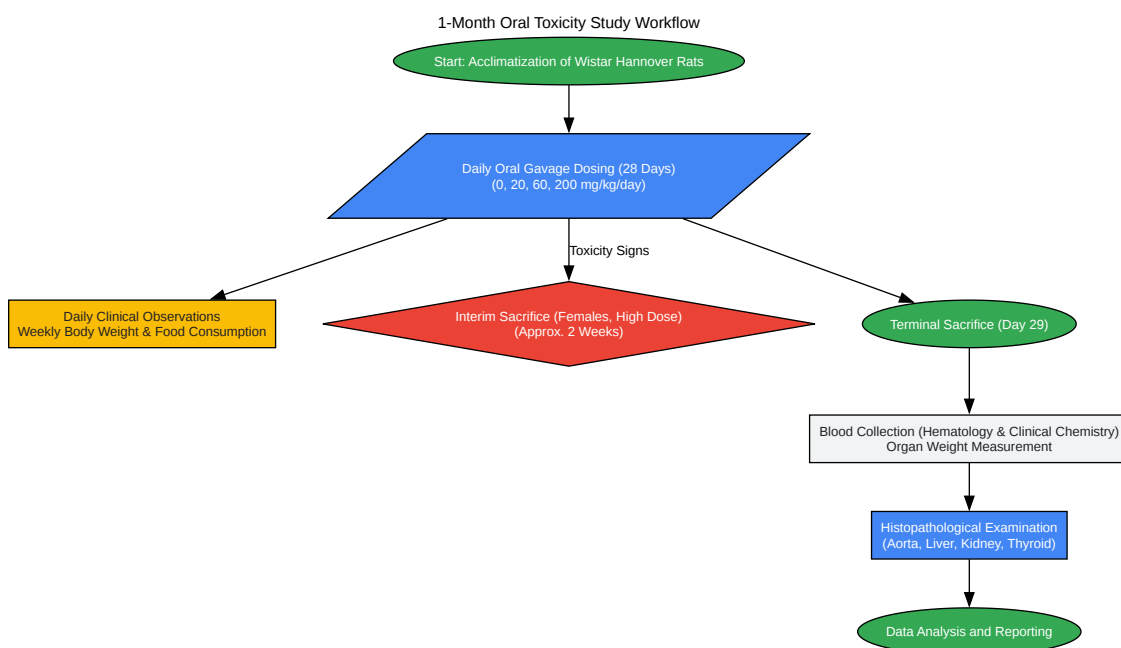 1-Month Oral Toxicity Study Workflow
Start: Acclimatization of Wistar Hannover Rats
Daily Oral Gavage Dosing (28 Days)
(0, 20, 60, 200 mg/kg/day)
Toxicity Signs
Daily Clinical Observations
Weekly Body Weight & Food Consumption
Interim Sacrifice (Females, High Dose)
(Approx. 2 Weeks)
Terminal Sacrifice (Day 29)
Blood Collection (Hematology & Clinical Chemistry)
Organ Weight Measurement
Histopathological Examination
(Aorta, Liver, Kidney, Thyroid)
Data Analysis and Reporting